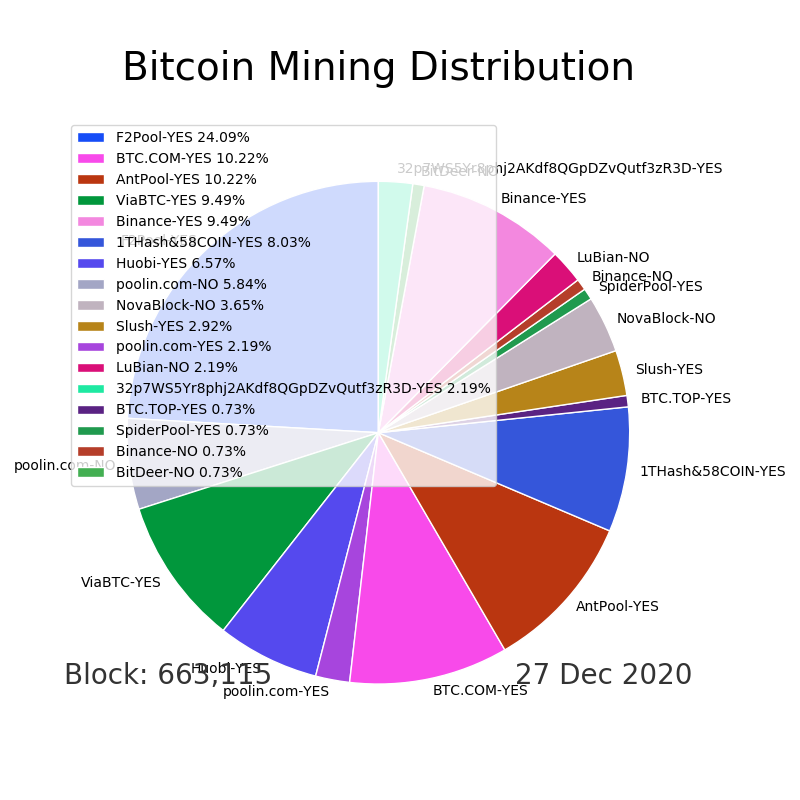 Bitcoin Mining Distribution
F2Pool-YES 24.09%
BTC.COM-YES 10.22%
AntPool-YES 10.22%
ViaBTC-YES 9.49%
Binance-YES 9.49%
1THash&58COIN-YES 8.03%
Huobi-YES 6.57%
poolin.com-NO 5.84%
NovaBlock-NO 3.65%
Slush-YES 2.92%
poolin.com-YES 2.19%
LuBian-NO 2.19%
32p7WS5Yr8phj2AKdf8QGpDZvQutf3zR3D-YES 2.19%
BTC.TOP-YES 0.73%
SpiderPool-YES 0.73%
Binance-NO 0.73%
BitDeer-NO 0.73%
32p7WS5Yr8phj2AKdf8QGpDZvQutf3zR3D-YES
BitDeer-NO
Binance-YES
LuBian-NO
Binance-NO
SpiderPool-YES
NovaBlock-NO
Slush-YES
BTC.TOP-YES
1THash&58COIN-YES
AntPool-YES
BTC.COM-YES
poolin.com-YES
Huobi-YES
ViaBTC-YES
poolin.com-NO
F2Pool-YES
Block: 663,115
27 Dec 2020